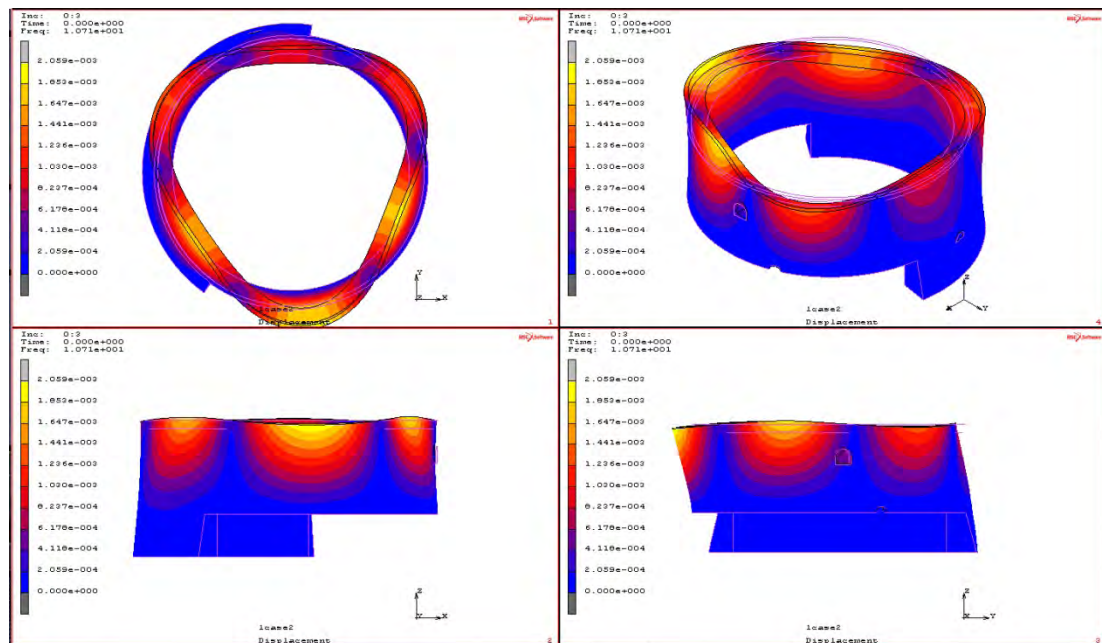 Inc: 0:3
Time: 0.000e+000
Freq: 1.071e+001
MSC Software
2.059e-003
1.853e-003
1.647e-003
1.441e-003
1.236e-003
1.030e-003
8.237e-004
6.178e-004
4.118e-004
2.059e-004
0.000e+000
Y
Z X
lcase2
Displacement
1
Inc: 0:3
Time: 0.000e+000
Freq: 1.071e+001
MSC Software
2.059e-003
1.853e-003
1.647e-003
1.441e-003
1.236e-003
1.030e-003
8.237e-004
6.178e-004
4.118e-004
2.059e-004
0.000e+000
Z
X Y
lcase2
Displacement
4
Inc: 0:3
Time: 0.000e+000
Freq: 1.071e+001
MSC Software
2.059e-003
1.853e-003
1.647e-003
1.441e-003
1.236e-003
1.030e-003
8.237e-004
6.178e-004
4.118e-004
2.059e-004
0.000e+000
Z
Y X
lcase2
Displacement
2
Inc: 0:3
Time: 0.000e+000
Freq: 1.071e+001
MSC Software
2.059e-003
1.853e-003
1.647e-003
1.441e-003
1.236e-003
1.030e-003
8.237e-004
6.178e-004
4.118e-004
2.059e-004
0.000e+000
Z
X Y
lcase2
Displacement
3